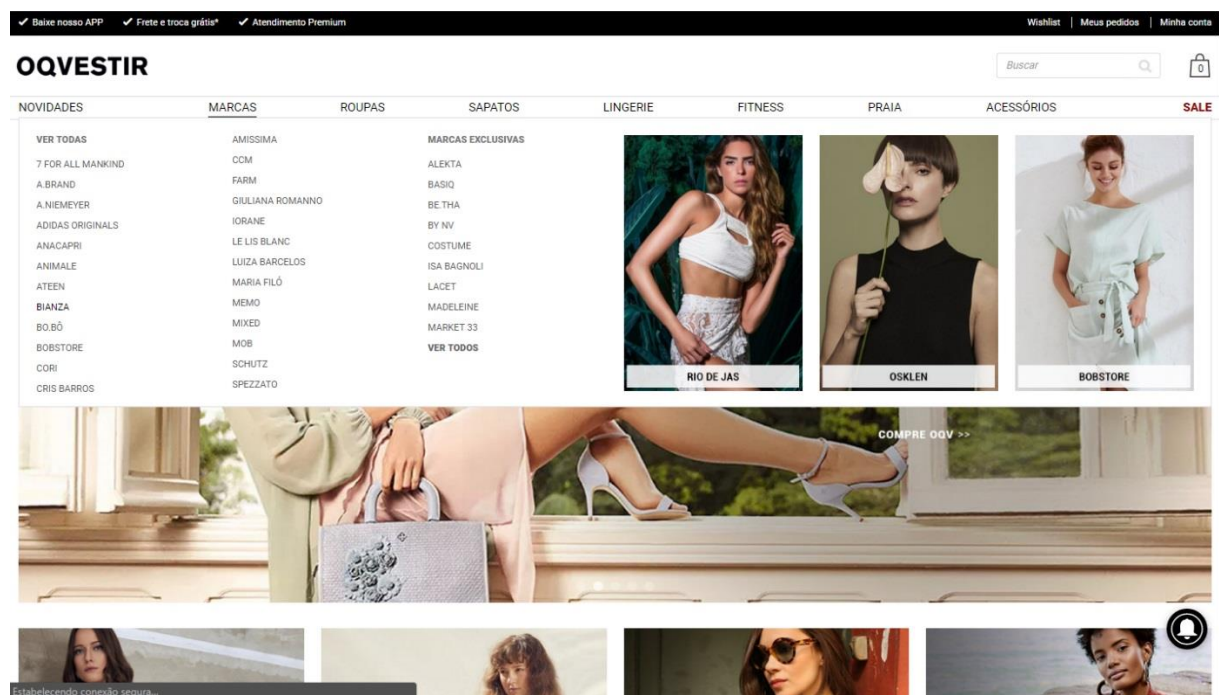 Baixe nosso APP Frete e troca grátis* Atendimento Premium Wishlist | Meus pedidos | Minha conta
OQVESTIR
Buscar
0
NOVIDADES MARCAS ROUPAS SAPATOS LINGERIE FITNESS PRAIA ACESSÓRIOS SALE
VER TODAS
7 FOR ALL MANKIND
A.BRAND
A.NIEMEYER
ADIDAS ORIGINALS
ANACAPRI
ANIMALE
ATEEN
BIANZA
BO.BÔ
BOBSTORE
CORI
CRIS BARROS
AMISSIMA
CCM
FARM
GIULIANA ROMANNO
IORANE
LE LIS BLANC
LUIZA BARCELOS
MARIA FILÓ
MEMO
MIXED
MOB
SCHUTZ
SPEZZATO
MARCAS EXCLUSIVAS
ALEKTA
BASIQ
BE.THA
BY NV
COSTUME
ISA BAGNOLI
LACET
MADELEINE
MARKET 33
VER TODOS
RIO DE JAS
OSKLEN
BOBSTORE
COMPRE OQV >>
Estabelecendo conexão segura...